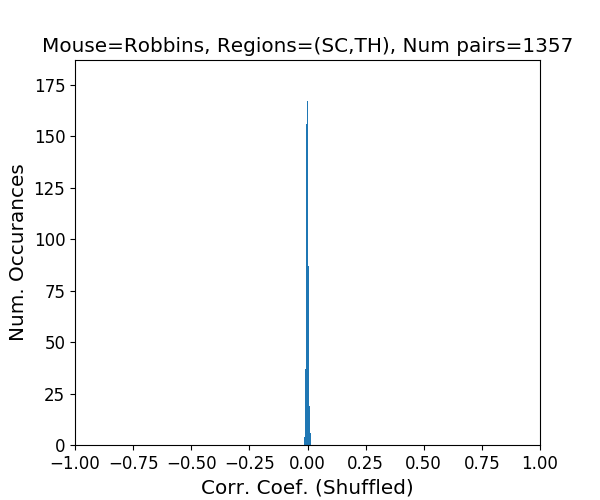 Mouse=Robbins, Regions=(SC,TH), Num pairs=1357
175
150
125
100
75
50
25
0
Num. Occurances
−1.00 −0.75 −0.50 −0.25 0.00 0.25 0.50 0.75 1.00
Corr. Coef. (Shuffled)